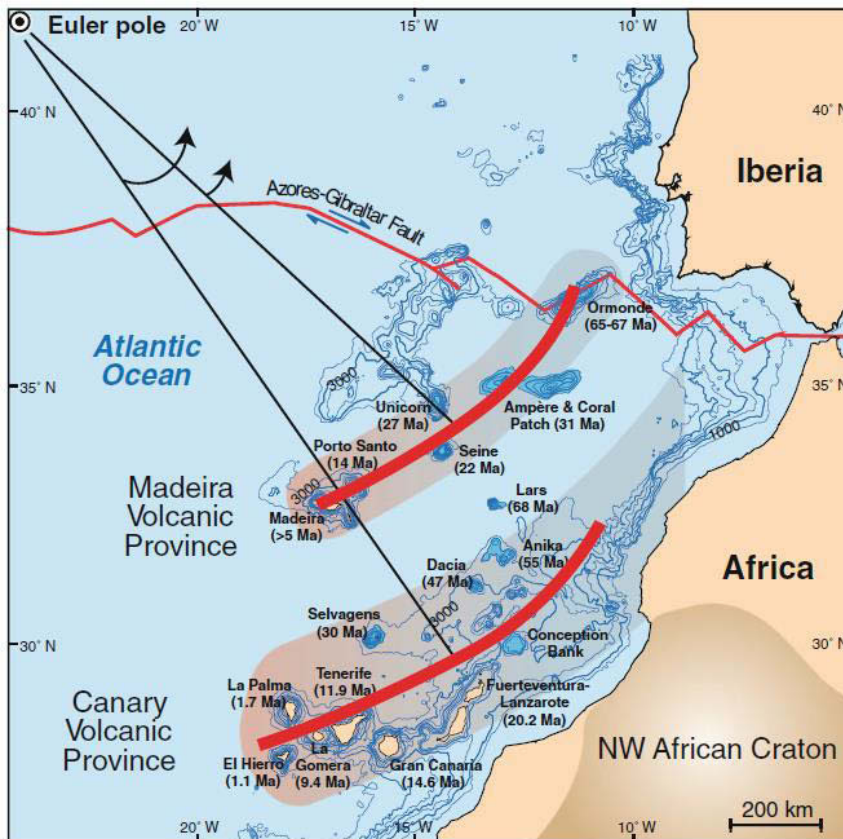 Euler pole
20° W
15° W
10° W
40° N
40° N
Iberia
Azores-Gibraltar Fault
Ormonde
(65-67 Ma)
Atlantic
Ocean
35° N
35° N
3000
Unicorn
(27 Ma)
Ampère & Coral
Patch (31 Ma)
1000
Porto Santo
(14 Ma)
Seine
(22 Ma)
3000
Madeira
Volcanic
Province
Madeira
(>5 Ma)
Lars
(68 Ma)
Anika
(55 Ma)
Africa
Dacia
(47 Ma)
3000
Selvagens
(30 Ma)
30° N
30° N
Conception
Bank
Tenerife
(11.9 Ma)
La Palma
(1.7 Ma)
Fuerteventura-
Lanzarote
(20.2 Ma)
Canary
Volcanic
Province
NW African Craton
El Hierro
(1.1 Ma)
La
Gomera
(9.4 Ma)
Gran Canaria
(14.6 Ma)
200 km
20° W
15° W
10° W